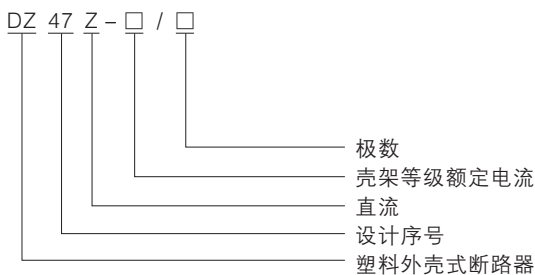 DZ 47 Z – □ / □
极数
壳架等级额定电流
直流
设计序号
塑料外壳式断路器